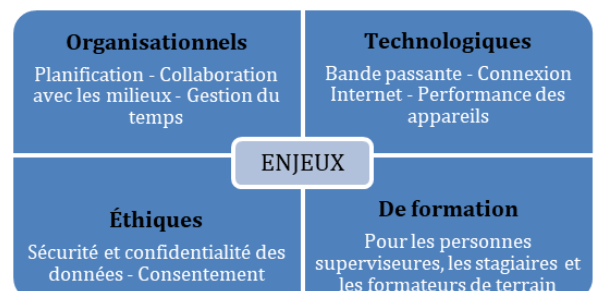 Organisationnels
Planification - Collaboration
avec les milieux - Gestion du
temps
Technologiques
Bande passante - Connexion
Internet - Performance des
appareils
ENJEUX
Éthiques
Sécurité et confidentialité des
données - Consentement
De formation
Pour les personnes
superviseures, les stagiaires et
les formateurs de terrain